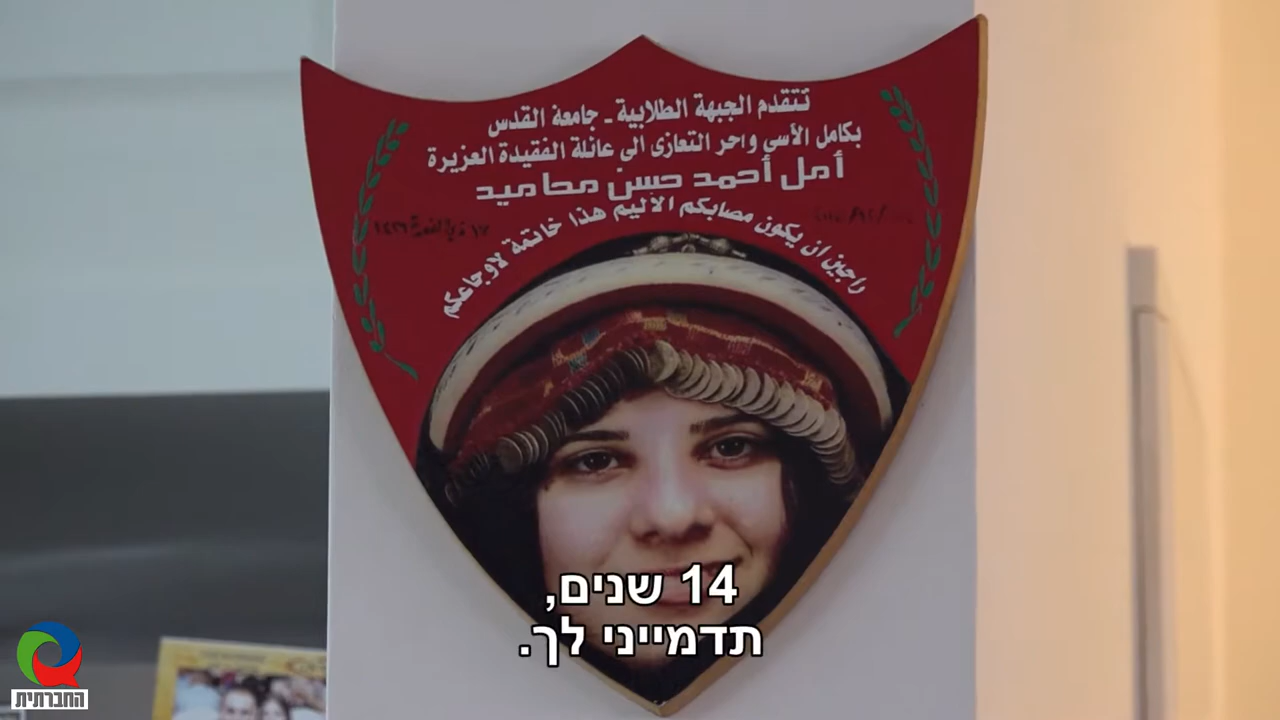 تتقدم الجبهة الطلابية - جامعة القدس
بكامل الأسى واحر التعازي الى عائلة الفقيدة العزيزة
أمل أحمد حسن محاميد
راجين ان يكون مصابكم الاليم هذا خاتمة لاوجاعكم
14 שנים,
תדמייני לך.
החברתית